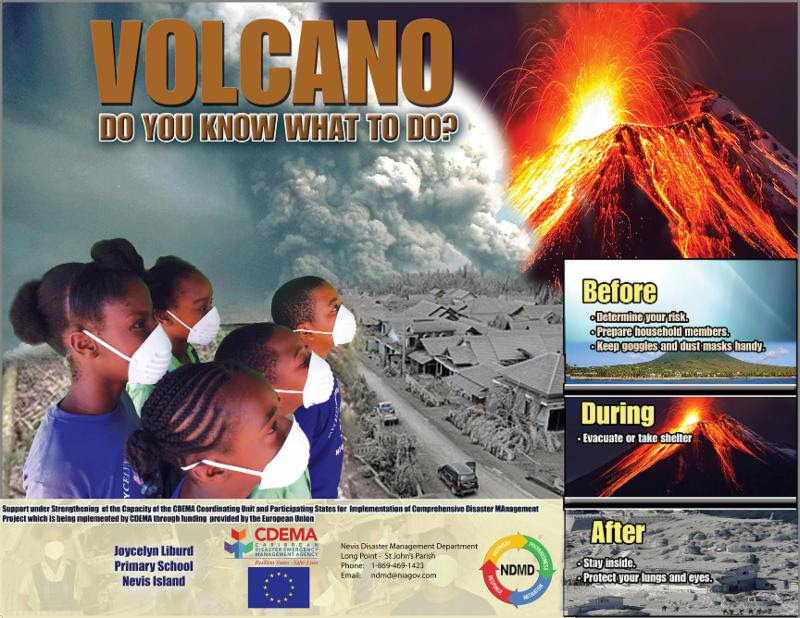 VOLCANO
DO YOU KNOW WHAT TO DO?
Before
• Determine your risk.
• Prepare household members.
• Keep goggles and dust masks handy.
During
• Evacuate or take shelter
After
• Stay inside.
• Protect your lungs and eyes.
Support under Strengthening of the Capacity of the CDEMA Coordinating Unit and Participating States for Implementation of Comprehensive Disaster MAnagement
Project which is being mplemented by CDEMA through funding provided by the European Union
Joycelyn Liburd
Primary School
Nevis Island
CDEMA
CARIBBEAN
DISASTER EMERGENCY
MANAGEMENT AGENCY
Resilient States - Safer Lives
Nevis Disaster Management Department
Long Point - St John's Parish
Phone: 1-869-469-1423
Email: ndmd@niagov.com
RECOVERY
PREPAREDNESS
NDMD
RESPONSE
MITIGATION